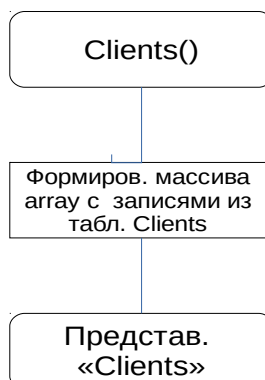 Clients()
Формиров. массива
array с записями из
табл. Clients
Представ.
«Clients»